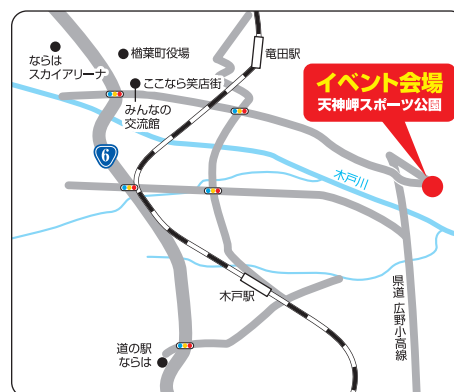 ならは
スカイアリーナ
楢葉町役場
竜田駅
ここなら笑店街
みんなの
交流館
イベント会場
天神岬スポーツ公園
6
木戸川
県道 広野小高線
木戸駅
道の駅
ならは